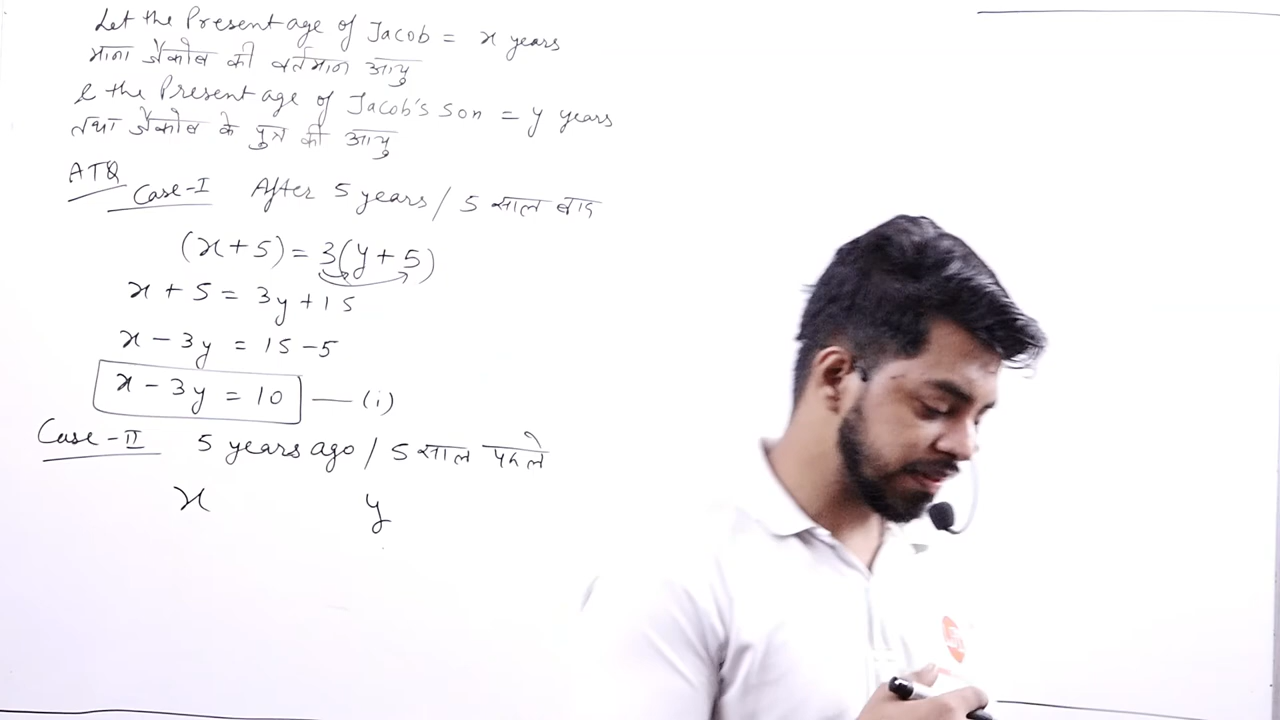 Let the Present age of Jacob = x years
माना जैकोब की वर्तमान आयु
& the Present age of Jacob's Son = y years
तथा जैकोब के पुत्र की आयु
ATQ
Case-I After 5 years / 5 साल बाद
(x+5) = 3(y+5)
x + 5 = 3y + 15
x - 3y = 15 - 5
x - 3y = 10 — (i)
Case-II 5 years ago / 5 साल पहले
x y